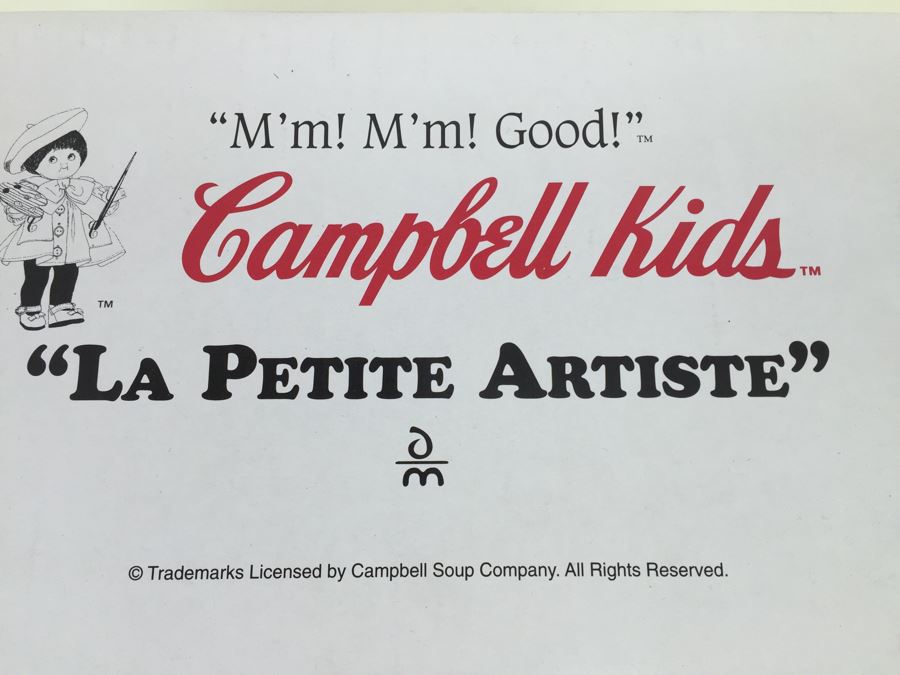 “M’m! M’m! Good!”™
Campbell Kids™
™
“LA PETITE ARTISTE”
© Trademarks Licensed by Campbell Soup Company. All Rights Reserved.